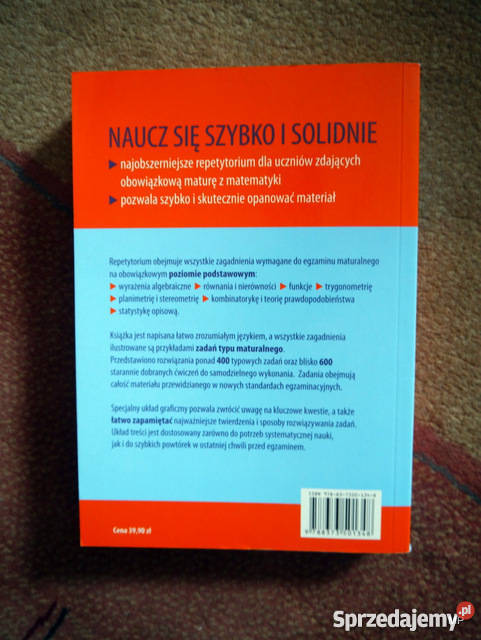 NAUCZ SIĘ SZYBKO I SOLIDNIE
najobszerniejsze repetytorium dla uczniów zdających
obowiązkową maturę z matematyki
pozwala szybko i skutecznie opanować materiał
Repetytorium obejmuje wszystkie zagadnienia wymagane do egzaminu maturalnego
na obowiązkowym poziomie podstawowym:
wyrażenia algebraiczne równania i nierówności funkcje trygonometrię
planimetrię i stereometrię kombinatorykę i teorię prawdopodobieństwa
statystykę opisową.
Książka jest napisana łatwo zrozumiałym językiem, a wszystkie zagadnienia
ilustrowane są przykładami zadań typu maturalnego.
Przedstawiono rozwiązania ponad 400 typowych zadań oraz blisko 600
starannie dobranych ćwiczeń do samodzielnego wykonania. Zadania obejmują
całość materiału przewidzianego w nowych standardach egzaminacyjnych.
Specjalny układ graficzny pozwala zwrócić uwagę na kluczowe kwestie, a także
łatwo zapamiętać najważniejsze twierdzenia i sposoby rozwiązywania zadań.
Układ treści jest dostosowany zarówno do potrzeb systematycznej nauki,
jak i do szybkich powtórek w ostatniej chwili przed egzaminem.
ISBN
Cena 39,90 zł
Sprzedajemy.pl